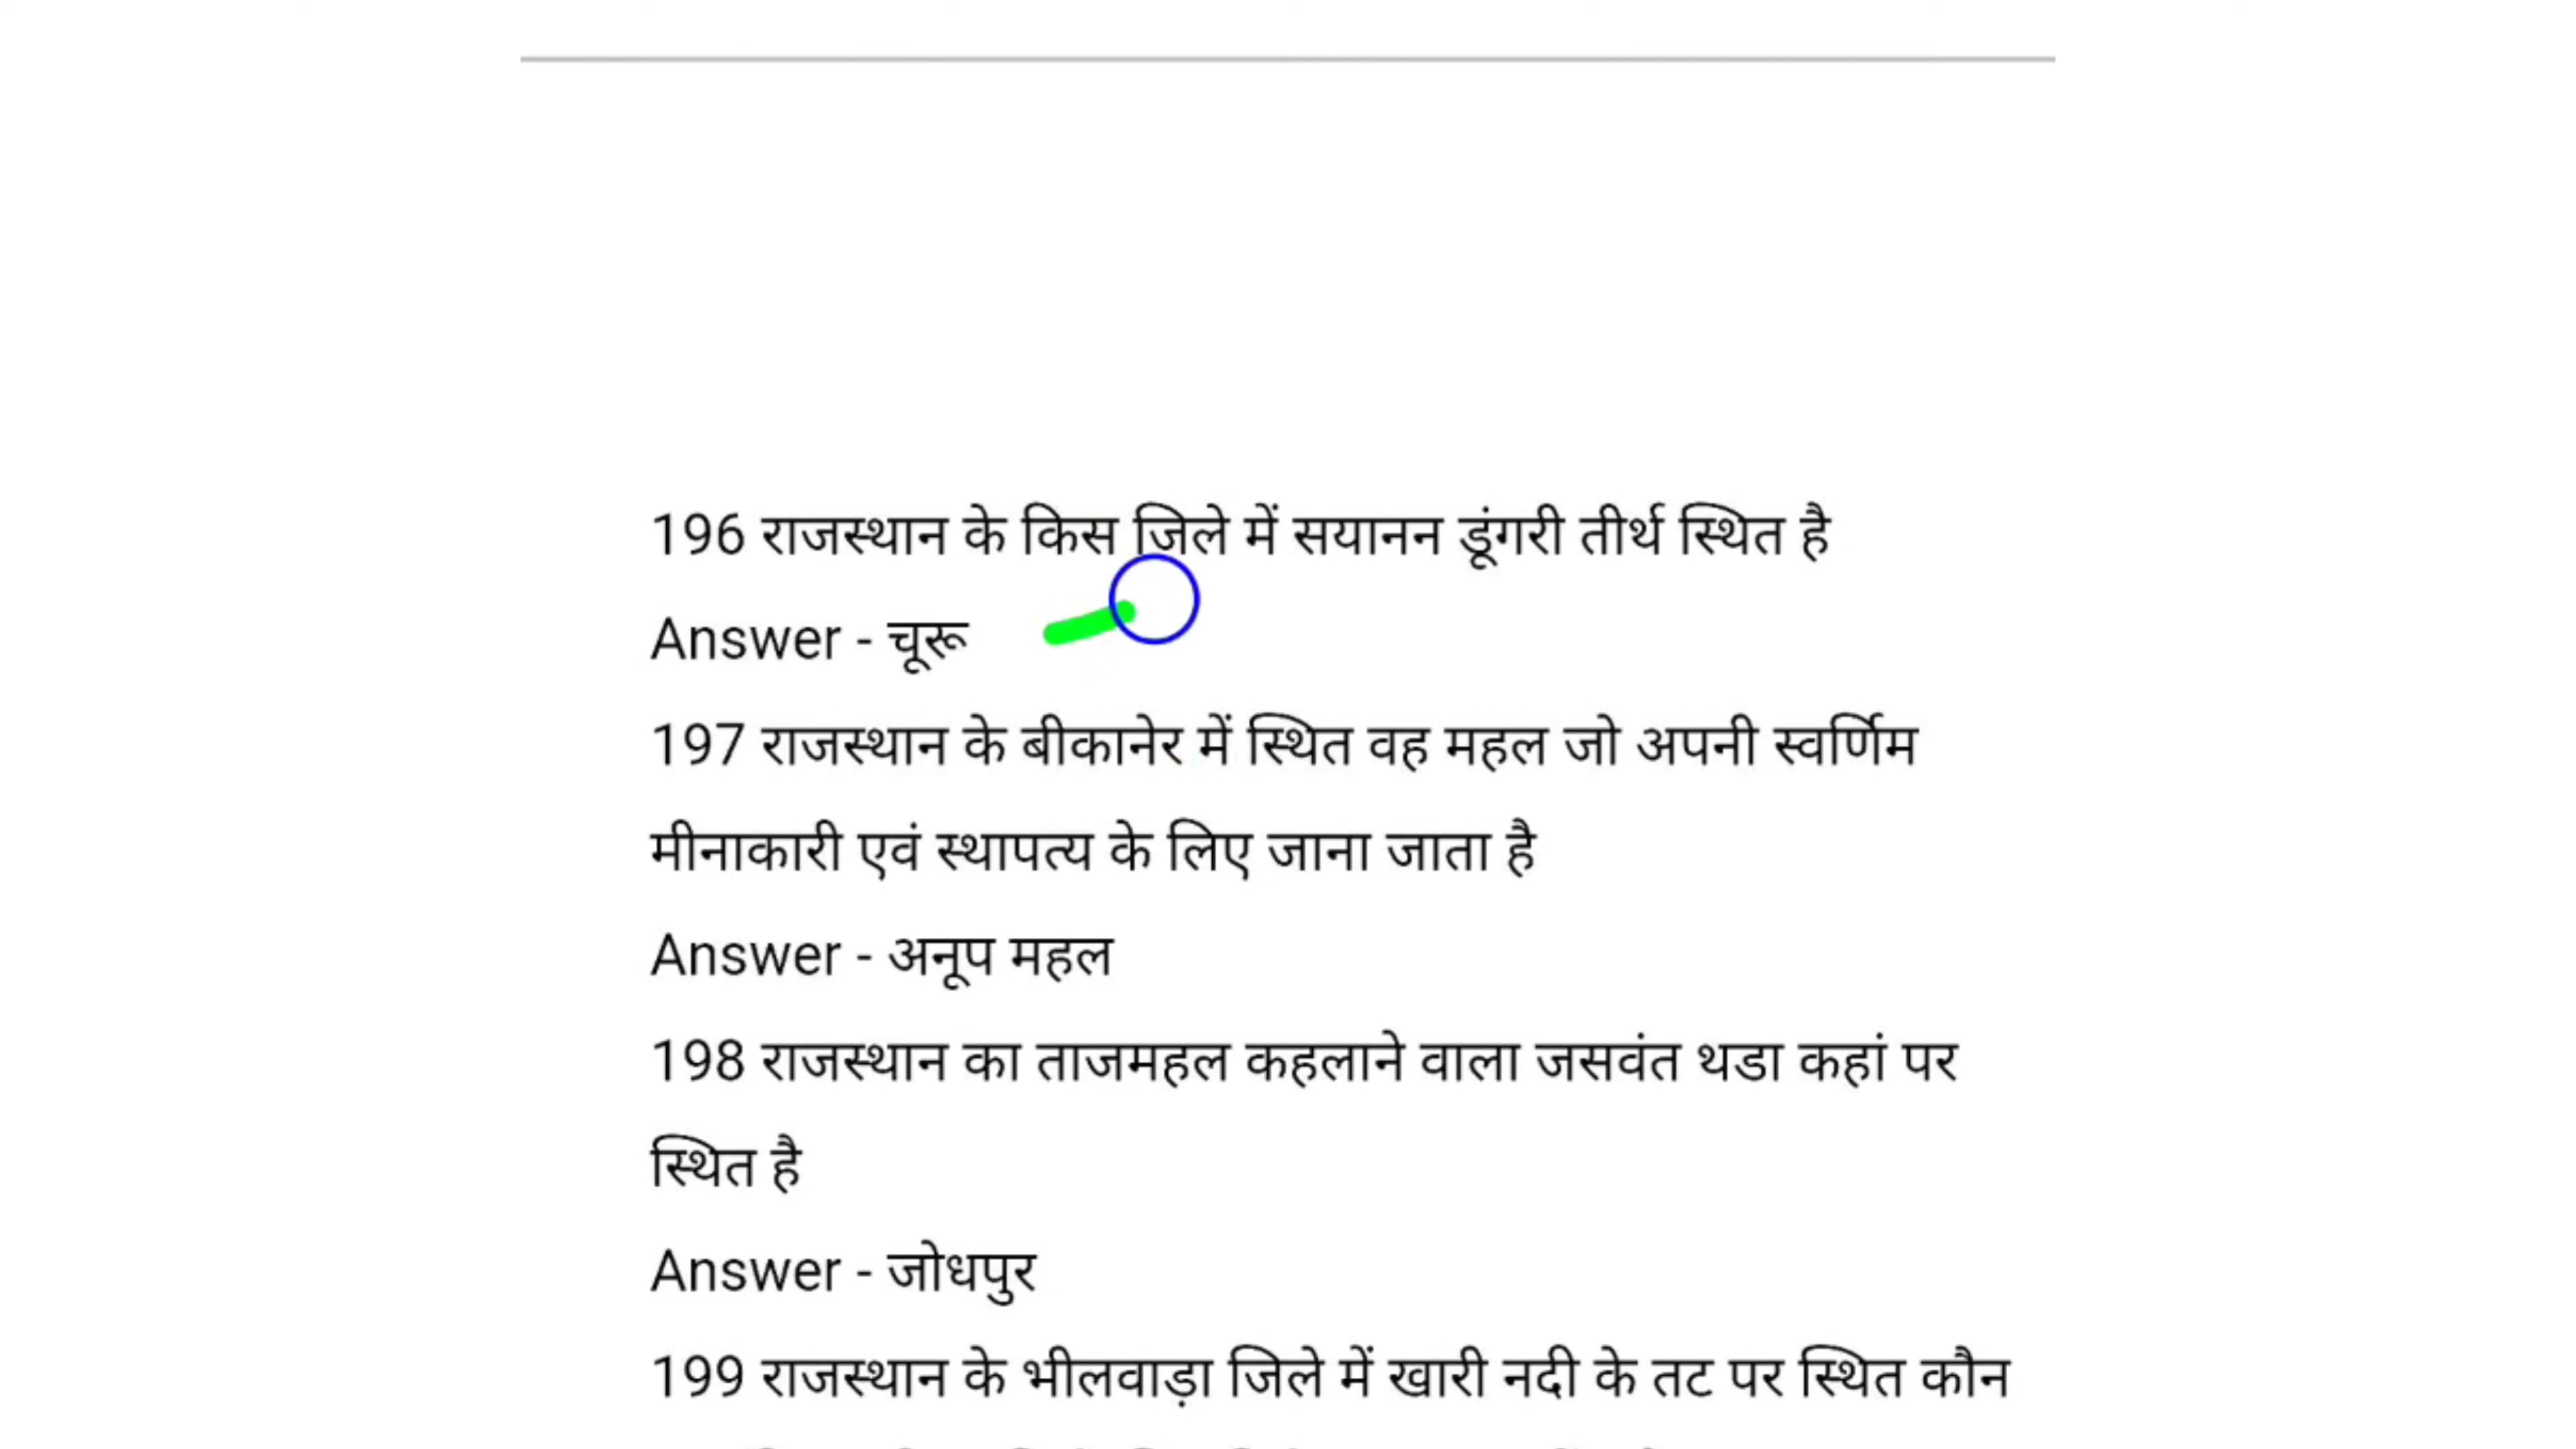 196 राजस्थान के किस जिले में सयानन डूंगरी तीर्थ स्थित है
Answer - चूरू
197 राजस्थान के बीकानेर में स्थित वह महल जो अपनी स्वर्णिम
मीनाकारी एवं स्थापत्य के लिए जाना जाता है
Answer - अनूप महल
198 राजस्थान का ताजमहल कहलाने वाला जसवंत थडा कहां पर
स्थित है
Answer - जोधपुर
199 राजस्थान के भीलवाड़ा जिले में खारी नदी के तट पर स्थित कौन